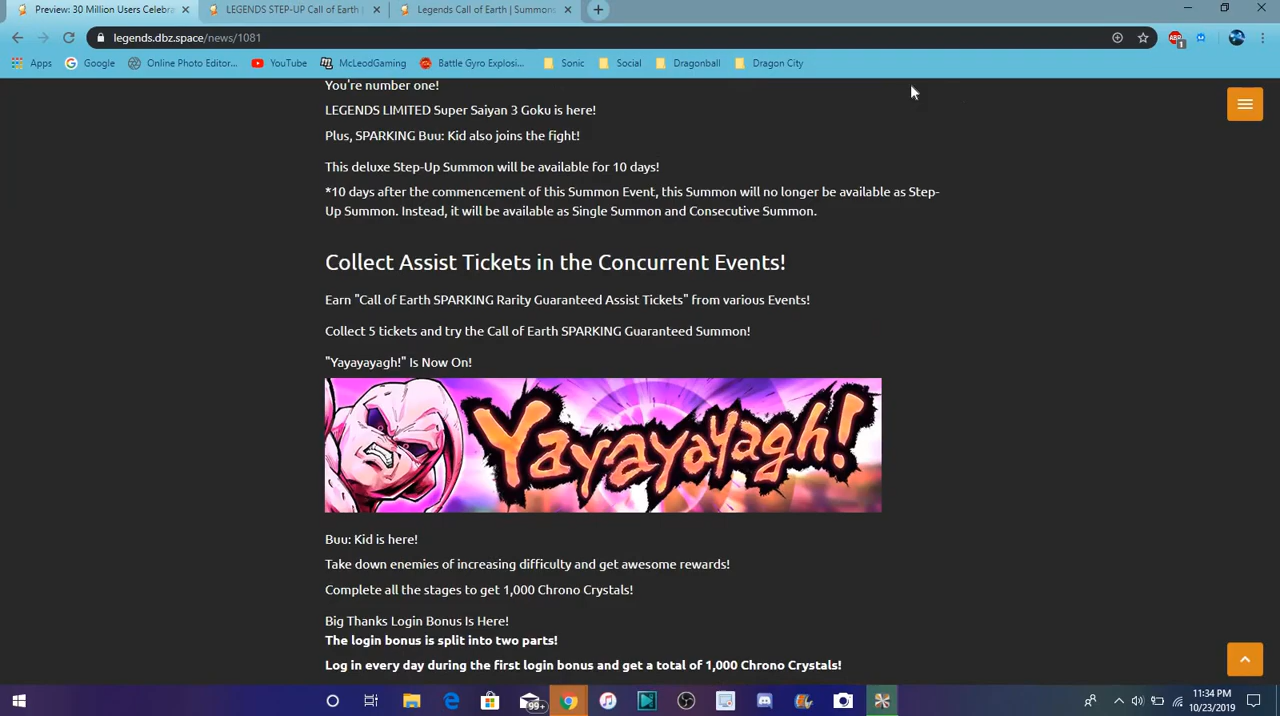 Preview: 30 Million Users Celebra
LEGENDS STEP-UP Call of Earth
Legends Call of Earth | Summon
legends.dbz.space/news/1081
ABP
1
Apps
Google
Online Photo Editor...
YouTube
McLeodGaming
Battle Gyro Explosi...
Sonic
Social
Dragonball
Dragon City
You're number one!
LEGENDS LIMITED Super Saiyan 3 Goku is here!
Plus, SPARKING Buu: Kid also joins the fight!
This deluxe Step-Up Summon will be available for 10 days!
*10 days after the commencement of this Summon Event, this Summon will no longer be available as Step-
Up Summon. Instead, it will be available as Single Summon and Consecutive Summon.
Collect Assist Tickets in the Concurrent Events!
Earn "Call of Earth SPARKING Rarity Guaranteed Assist Tickets" from various Events!
Collect 5 tickets and try the Call of Earth SPARKING Guaranteed Summon!
"Yayayayagh!" Is Now On!
Yayayayagh!
Buu: Kid is here!
Take down enemies of increasing difficulty and get awesome rewards!
Complete all the stages to get 1,000 Chrono Crystals!
Big Thanks Login Bonus Is Here!
The login bonus is split into two parts!
Log in every day during the first login bonus and get a total of 1,000 Chrono Crystals!
99+
11:34 PM
10/23/2019